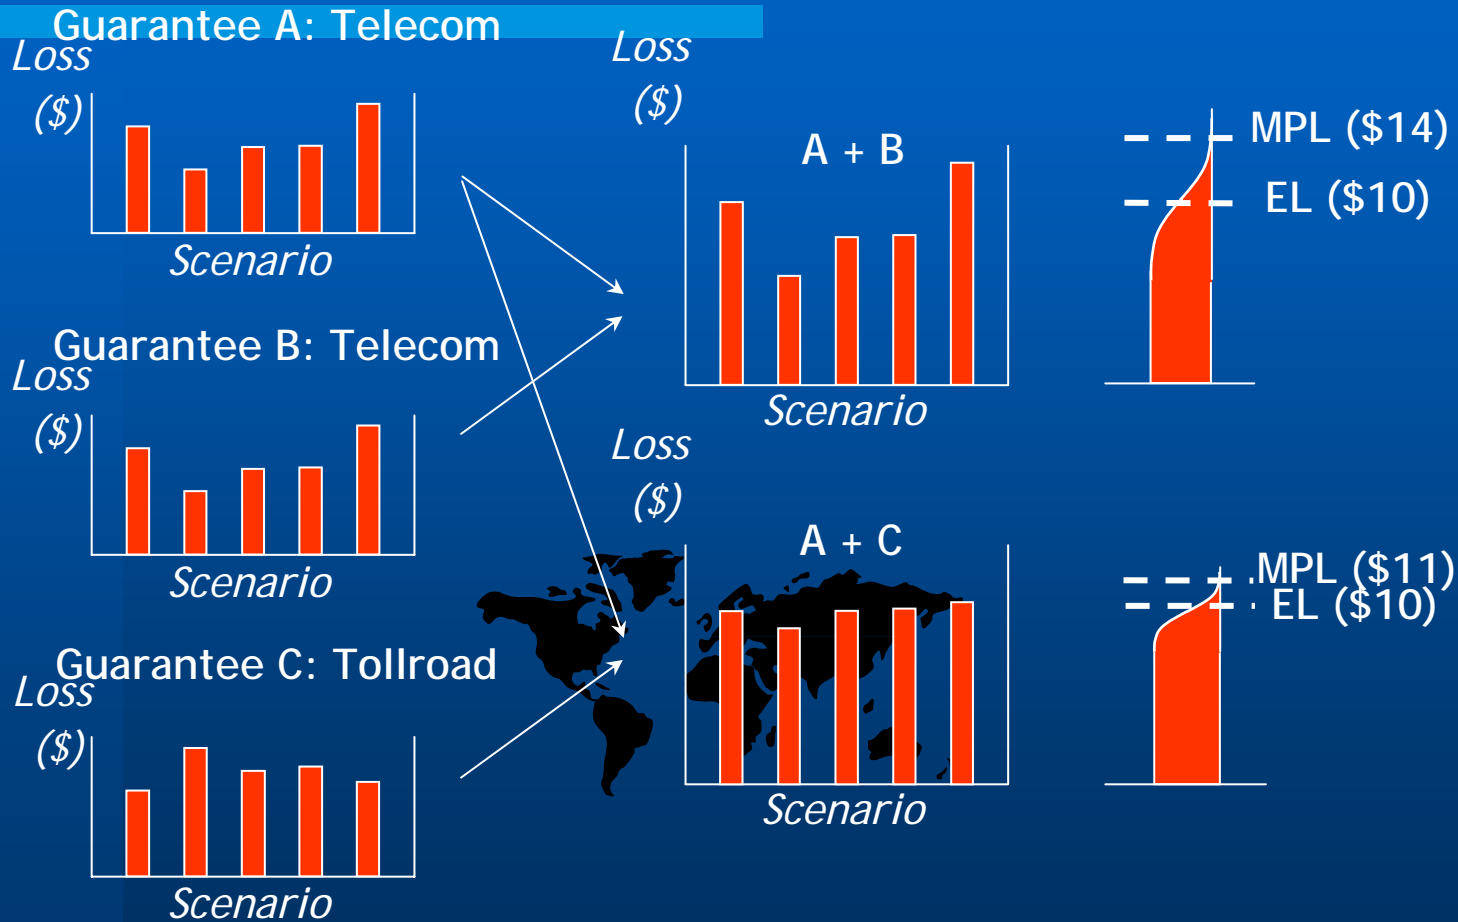 Guarantee A: Telecom
Loss
($)
Scenario
Guarantee B: Telecom
Loss
($)
Scenario
Guarantee C: Tollroad
Loss
($)
Scenario
Loss
($)
A + B
Scenario
MPL ($14)
EL ($10)
Loss
($)
A + C
Scenario
MPL ($11)
EL ($10)